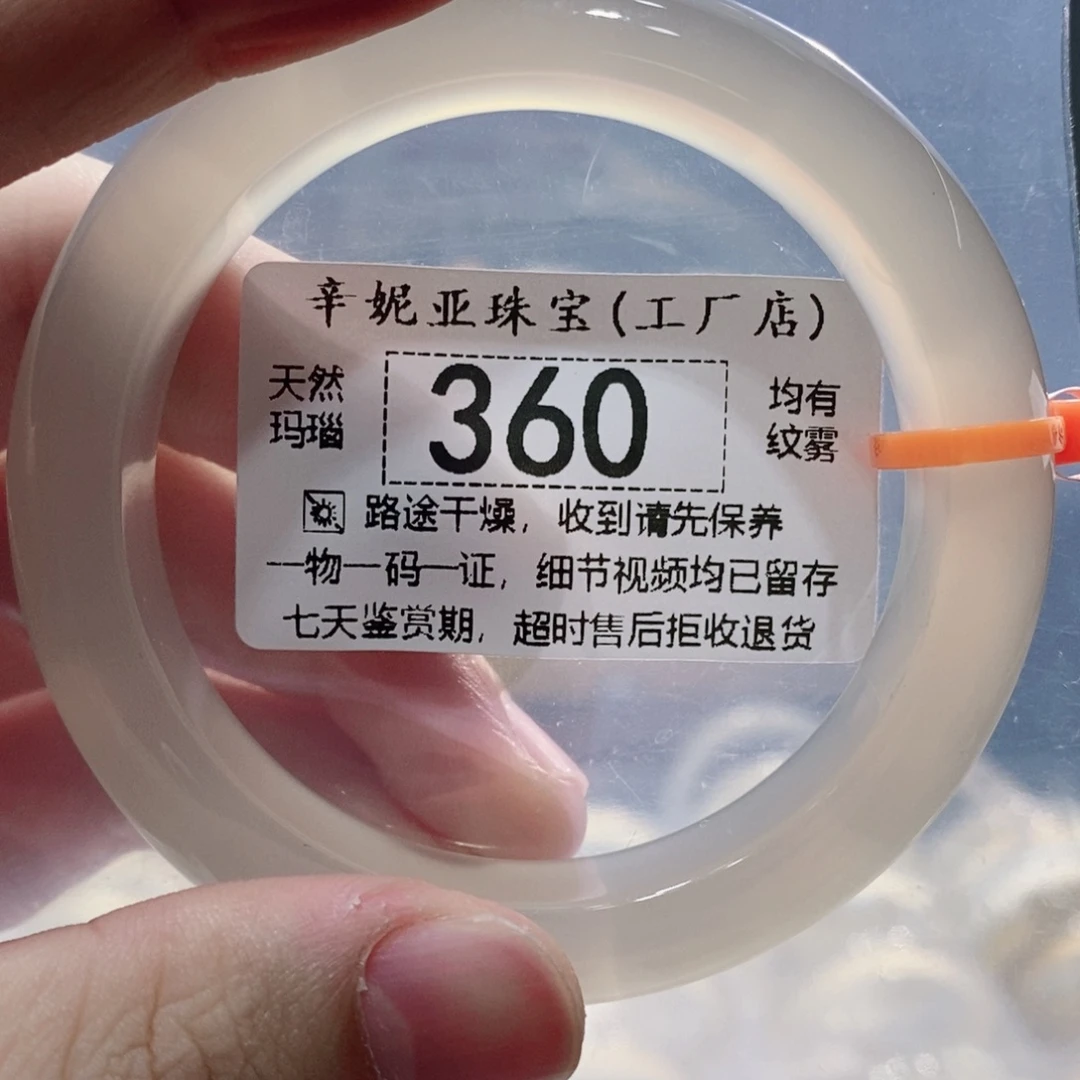 辛妮亚珠宝(工厂店)
天然
玛瑙
360
均有
纹雾
路途干燥,收到请先保养
一物一码一证,细节视频均已留存
七天鉴赏期,超时售后拒收退货